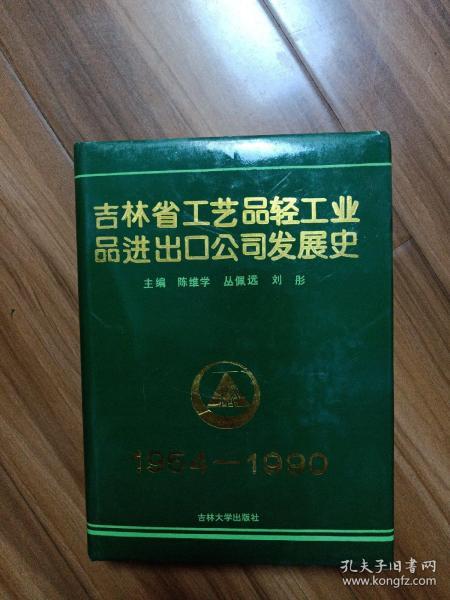 吉林省工艺品轻工业
品进出口公司发展史
主编 陈维学 丛佩远 刘彤
1954—1990
吉林大学出版社
孔夫子旧书网
www.kongfz.com